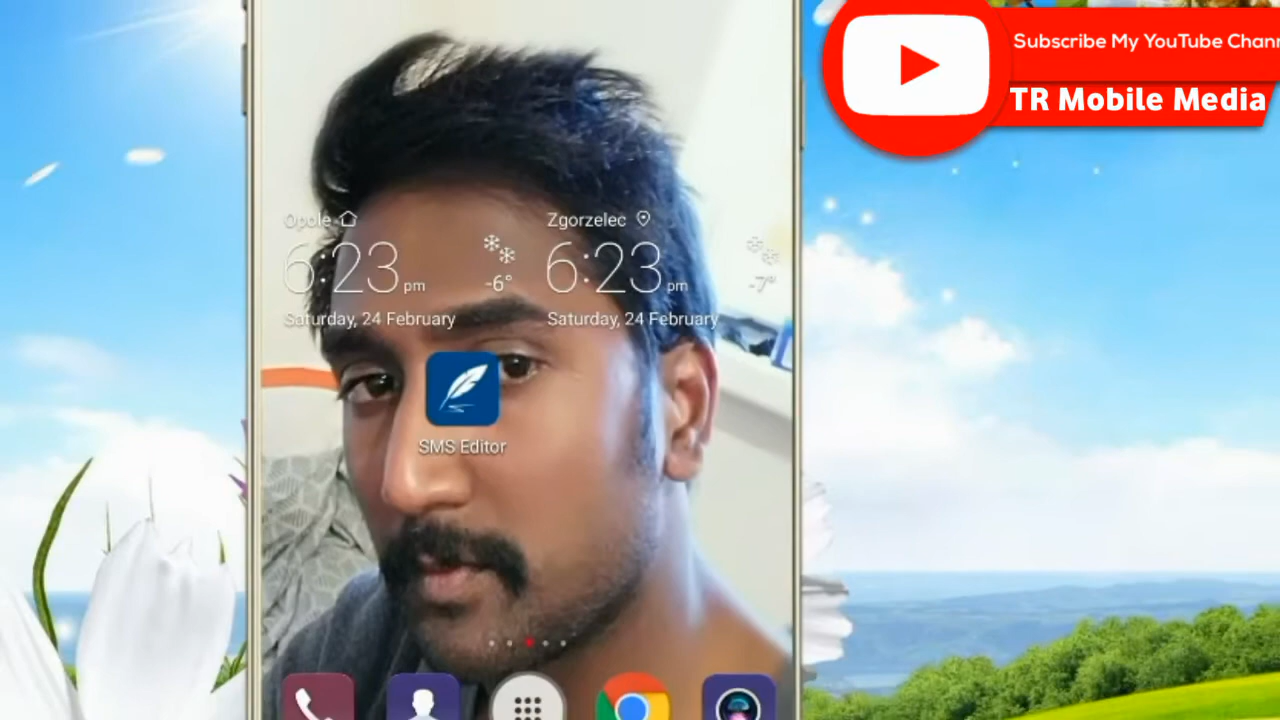 Subscribe My YouTube Chann
TR Mobile Media
Opole
Zgorzelec
6:23 pm
-6°
6:23 pm
-7°
Saturday, 24 February
Saturday, 24 February
SMS Editor